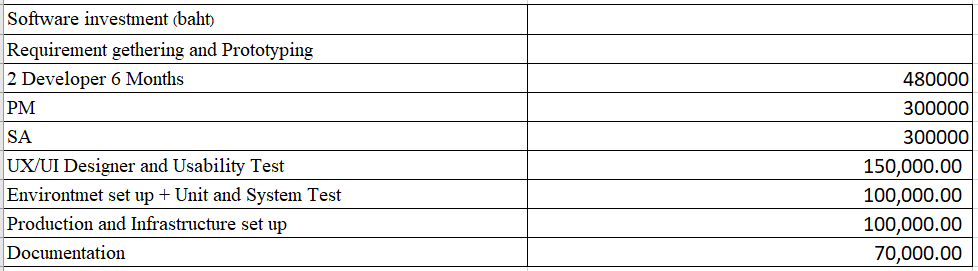 Software investment (baht)
Requirement gethering and Prototyping
2 Developer 6 Months 480000
PM 300000
SA 300000
UX/UI Designer and Usability Test 150,000.00
Environtmet set up + Unit and System Test 100,000.00
Production and Infrastructure set up 100,000.00
Documentation 70,000.00